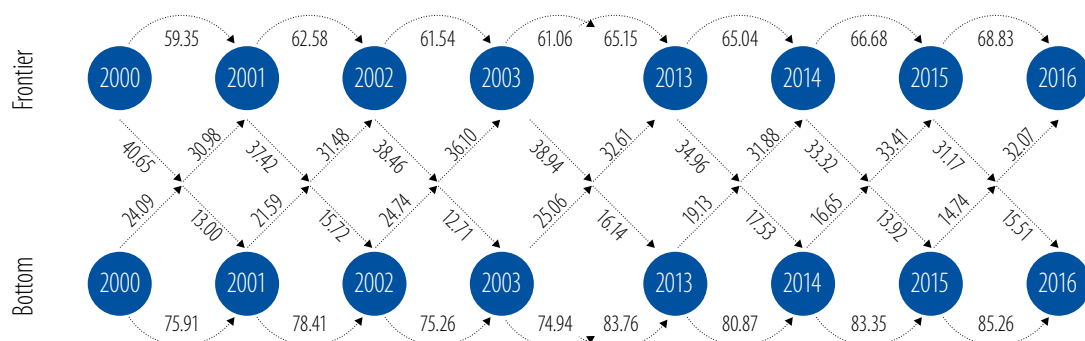 59.35 62.58 61.54 61.06 65.15 65.04 66.68 68.83
Frontier
2000 2001 2002 2003 2013 2014 2015 2016
40.65 30.98 37.42 31.48 38.46 36.10 38.94 32.61 34.96 31.88 33.32 33.41 31.17 32.07
24.09 13.00 21.59 15.72 24.74 12.71 25.06 16.14 19.13 17.53 16.65 13.92 14.74 15.51
Bottom
2000 2001 2002 2003 2013 2014 2015 2016
75.91 78.41 75.26 74.94 83.76 80.87 83.35 85.26